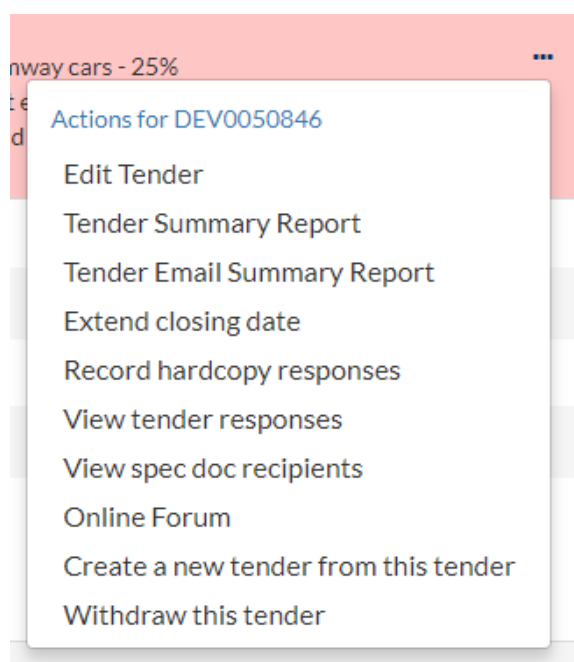 way cars - 25%
Actions for DEV0050846
Edit Tender
Tender Summary Report
Tender Email Summary Report
Extend closing date
Record hardcopy responses
View tender responses
View spec doc recipients
Online Forum
Create a new tender from this tender
Withdraw this tender